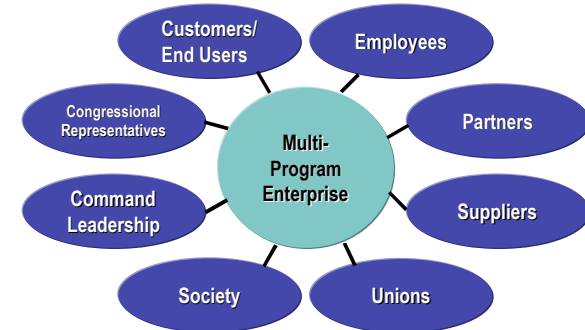 Customers/
End Users
Employees
Congressional
Representatives
Partners
Multi-
Program
Enterprise
Command
Leadership
Suppliers
Society
Unions